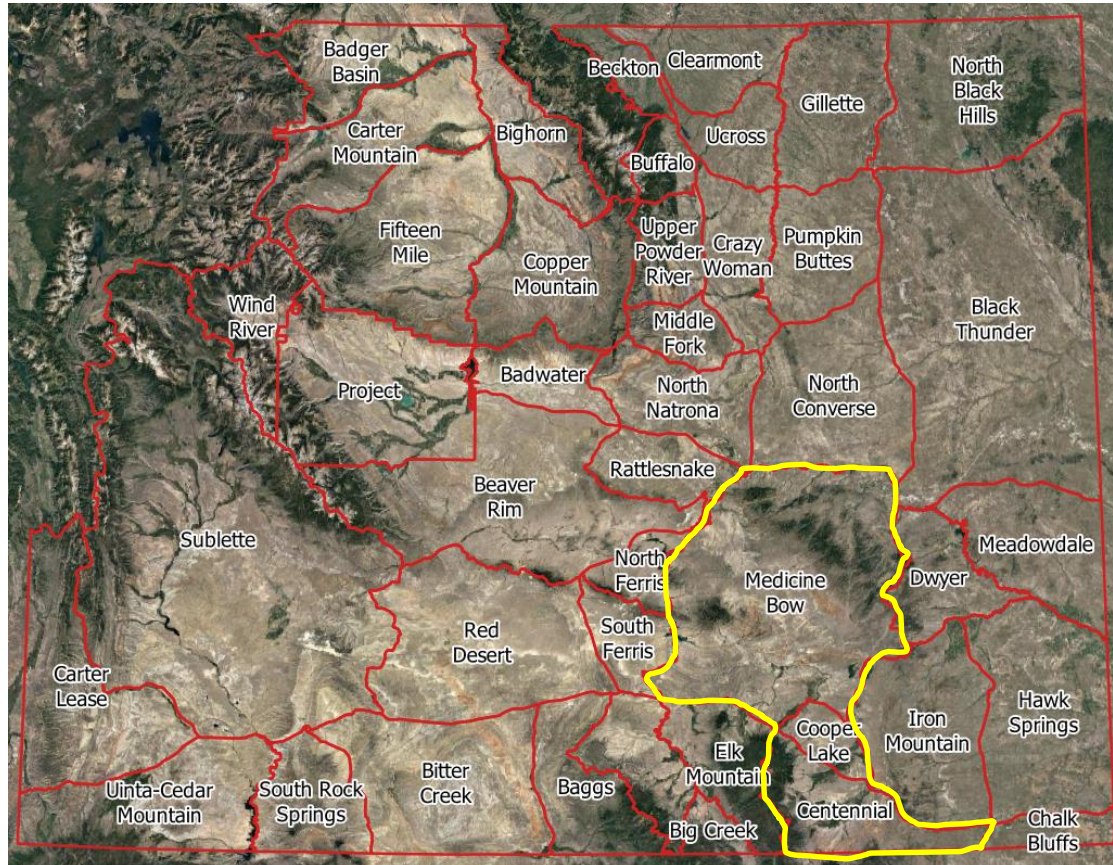 Badger
Basin
Beckton
Clearmont
Gillette
North
Black
Hills
Carter
Mountain
Bighorn
Ucross
Buffalo
Fifteen
Mile
Copper
Mountain
Upper
Powder
River
Crazy
Woman
Pumpkin
Buttes
Wind
River
Black
Thunder
Middle
Fork
Project
Badwater
North
Natrona
North
Converse
Rattlesnake
Beaver
Rim
Sublette
North
Ferris
Medicine
Bow
Dwyer
Meadowdale
Red
Desert
South
Ferris
Carter
Lease
Cooper
Lake
Iron
Mountain
Hawk
Springs
Uinta-Cedar
Mountain
South Rock
Springs
Bitter
Creek
Baggs
Elk
Mountain
Big Creek
Centennial
Chalk
Bluffs